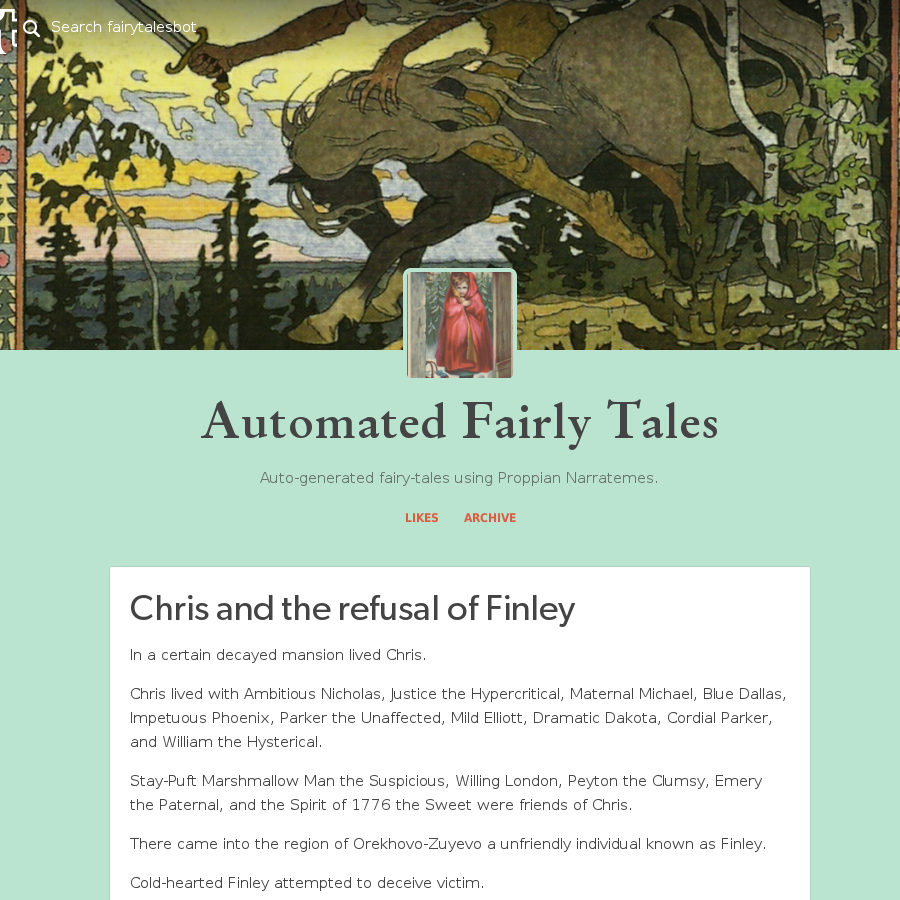 Search fairytalesbot
Automated Fairly Tales
Auto-generated fairy-tales using Proppian Narratemes.
LIKES ARCHIVE
Chris and the refusal of Finley
In a certain decayed mansion lived Chris.
Chris lived with Ambitious Nicholas, Justice the Hypercritical, Maternal Michael, Blue Dallas,
Impetuous Phoenix, Parker the Unaffected, Mild Elliott, Dramatic Dakota, Cordial Parker,
and William the Hysterical.
Stay-Puft Marshmallow Man the Suspicious, Willing London, Peyton the Clumsy, Emery
the Paternal, and the Spirit of 1776 the Sweet were friends of Chris.
There came into the region of Orekhovo-Zuyevo a unfriendly individual known as Finley.
Cold-hearted Finley attempted to deceive victim.